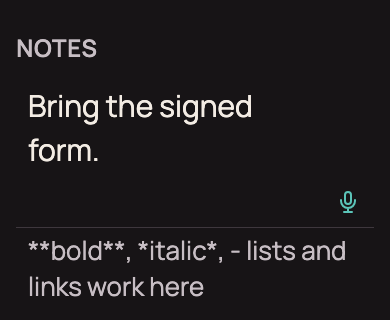 NOTES
Bring the signed
form.
**bold**, *italic*, - lists and
links work here